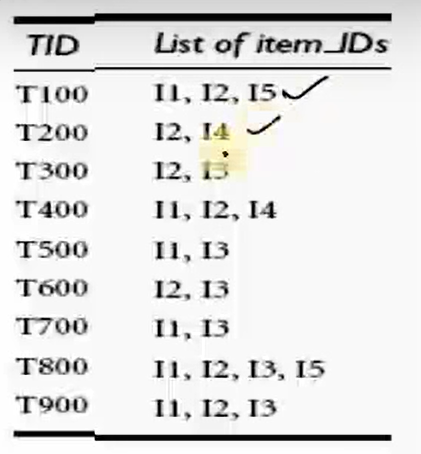 TID List of item_IDs
T100 I1, I2, I5
T200 I2, I4
T300 I2, I3
T400 I1, I2, I4
T500 I1, I3
T600 I2, I3
T700 I1, I3
T800 I1, I2, I3, I5
T900 I1, I2, I3